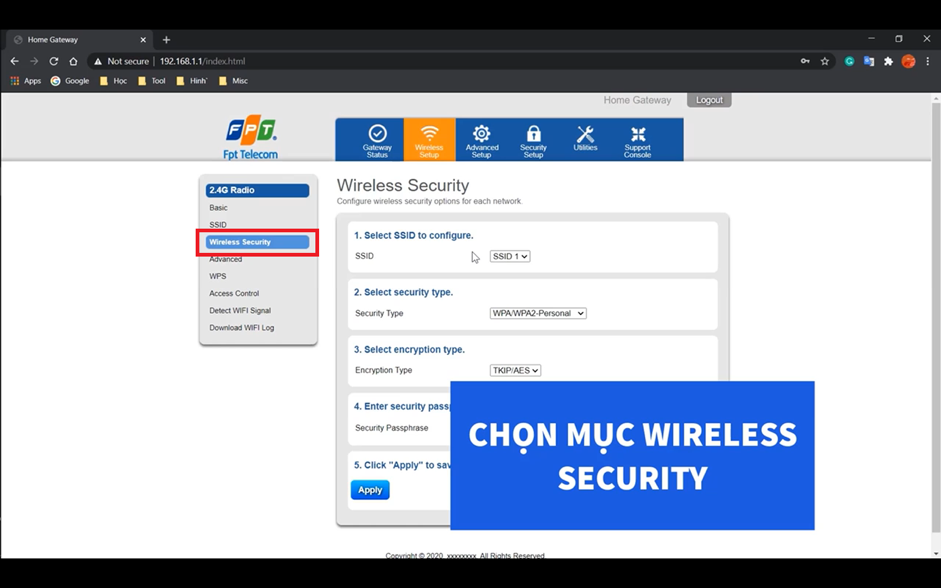 Home Gateway
Not secure | 192.168.1.1/index.html
Apps Google Học Tool Hinh` Misc
Home Gateway Logout
FPT
Fpt Telecom
Gateway Status
Wireless Setup
Advanced Setup
Security Setup
Utilities
Support Console
2.4G Radio
Basic
SSID
Wireless Security
Advanced
WPS
Access Control
Detect WIFI Signal
Download WIFI Log
Wireless Security
Configure wireless security options for each network.
1. Select SSID to configure.
SSID SSID 1
2. Select security type.
Security Type WPA/WPA2-Personal
3. Select encryption type.
Encryption Type TKIP/AES
4. Enter security pass
Security Passphrase
5. Click "Apply" to sav
Apply
CHỌN MỤC WIRELESS
SECURITY
Copyright © 2020 xxxxxxxx. All Rights Reserved.